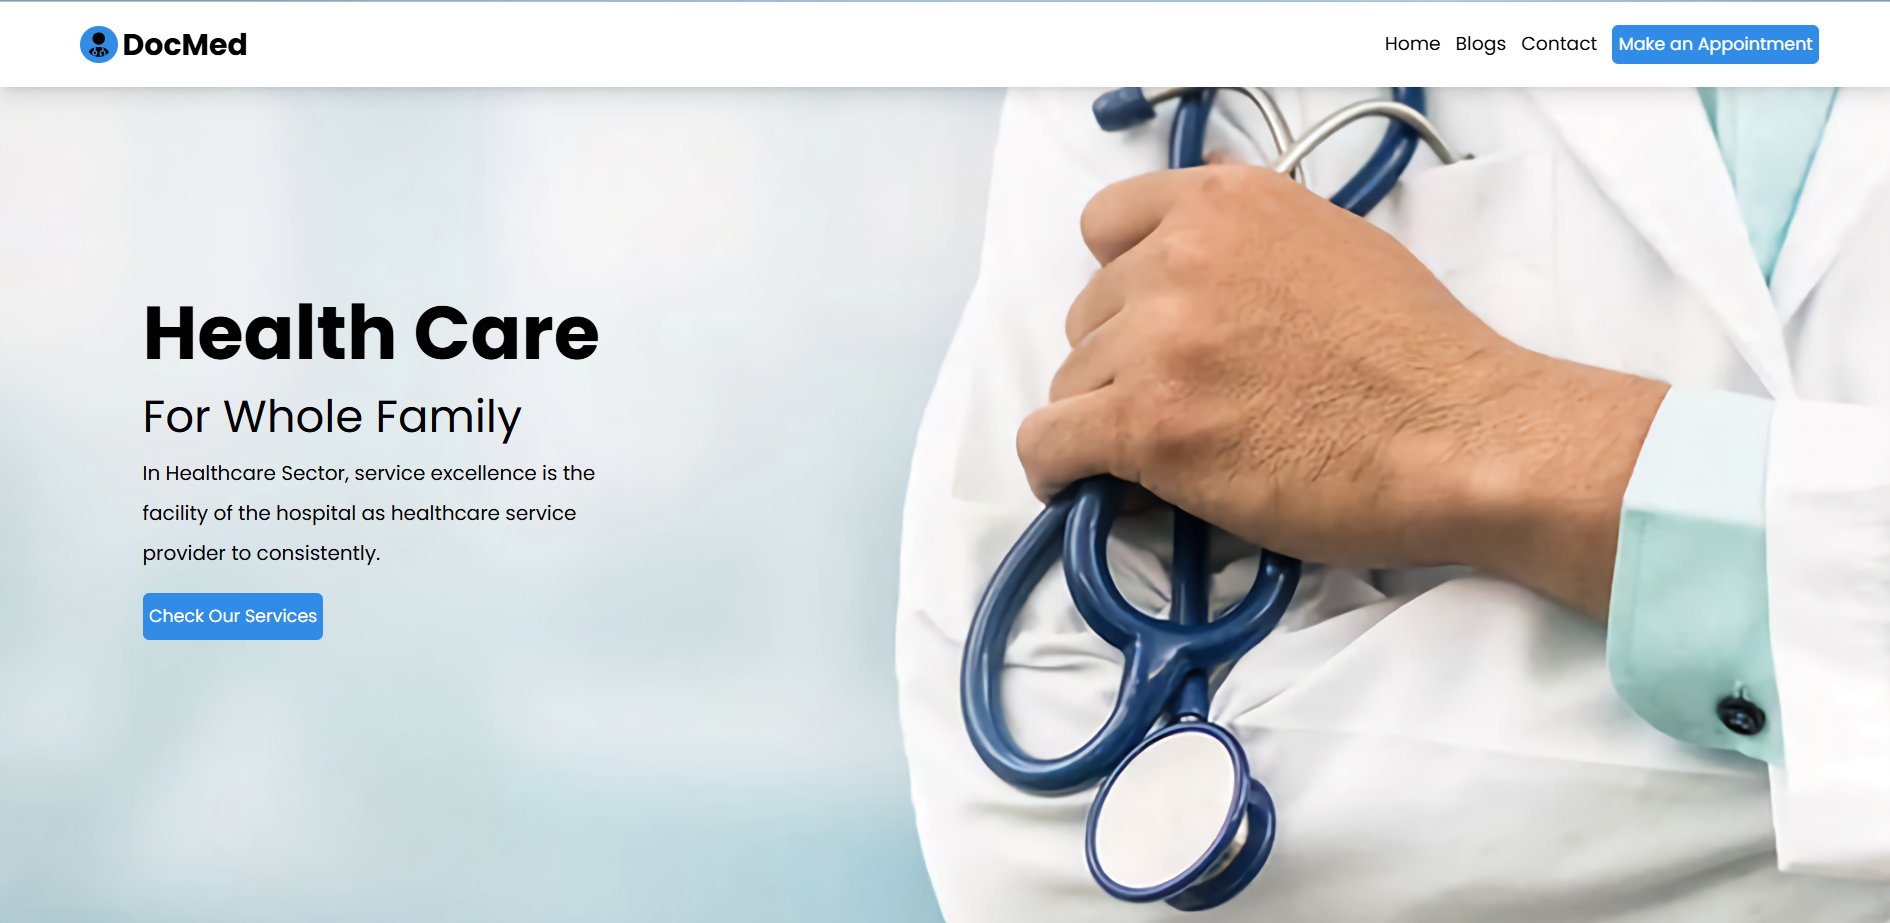 DocMed
Home Blogs Contact Make an Appointment
Health Care
For Whole Family
In Healthcare Sector, service excellence is the
facility of the hospital as healthcare service
provider to consistently.
Check Our Services